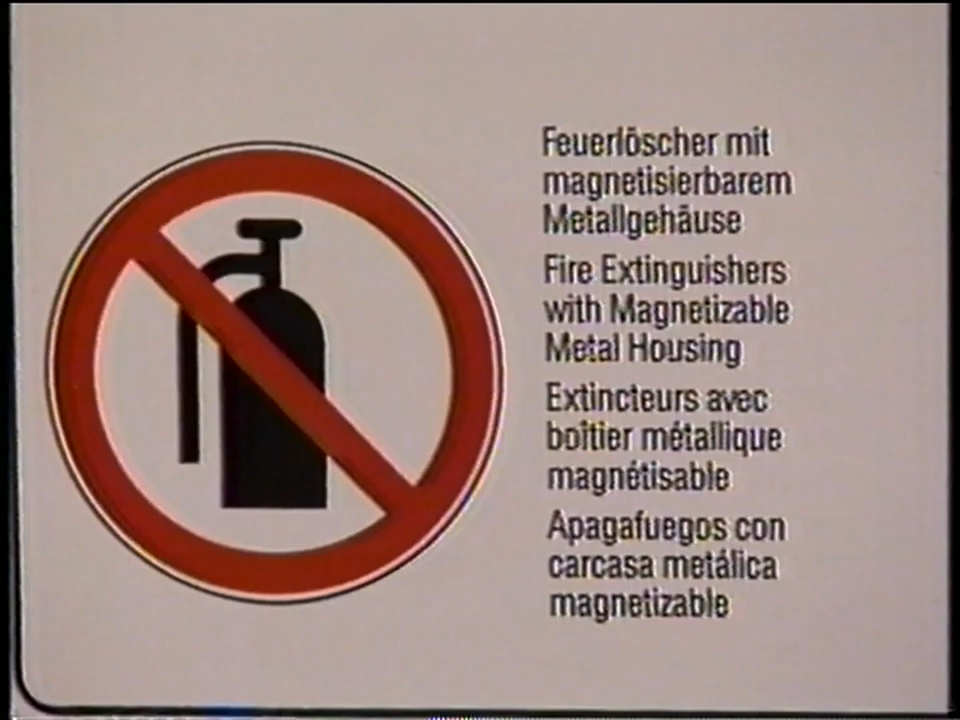 Feuerlöscher mit
magnetisierbarem
Metallgehäuse
Fire Extinguishers
with Magnetizable
Metal Housing
Extincteurs avec
boîtier métallique
magnétisable
Apagafuegos con
carcasa metálica
magnetizable